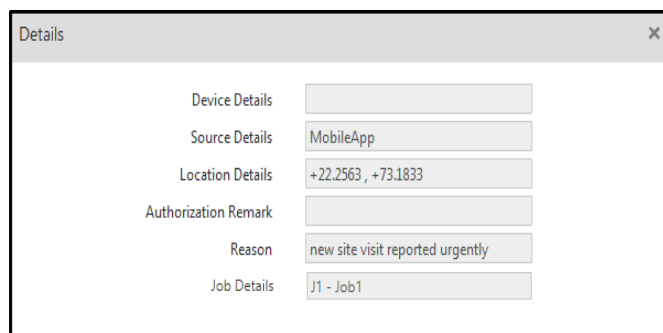 Details
Device Details
Source Details MobileApp
Location Details +22.2563 , +73.1833
Authorization Remark
Reason new site visit reported urgently
Job Details J1 - Job1